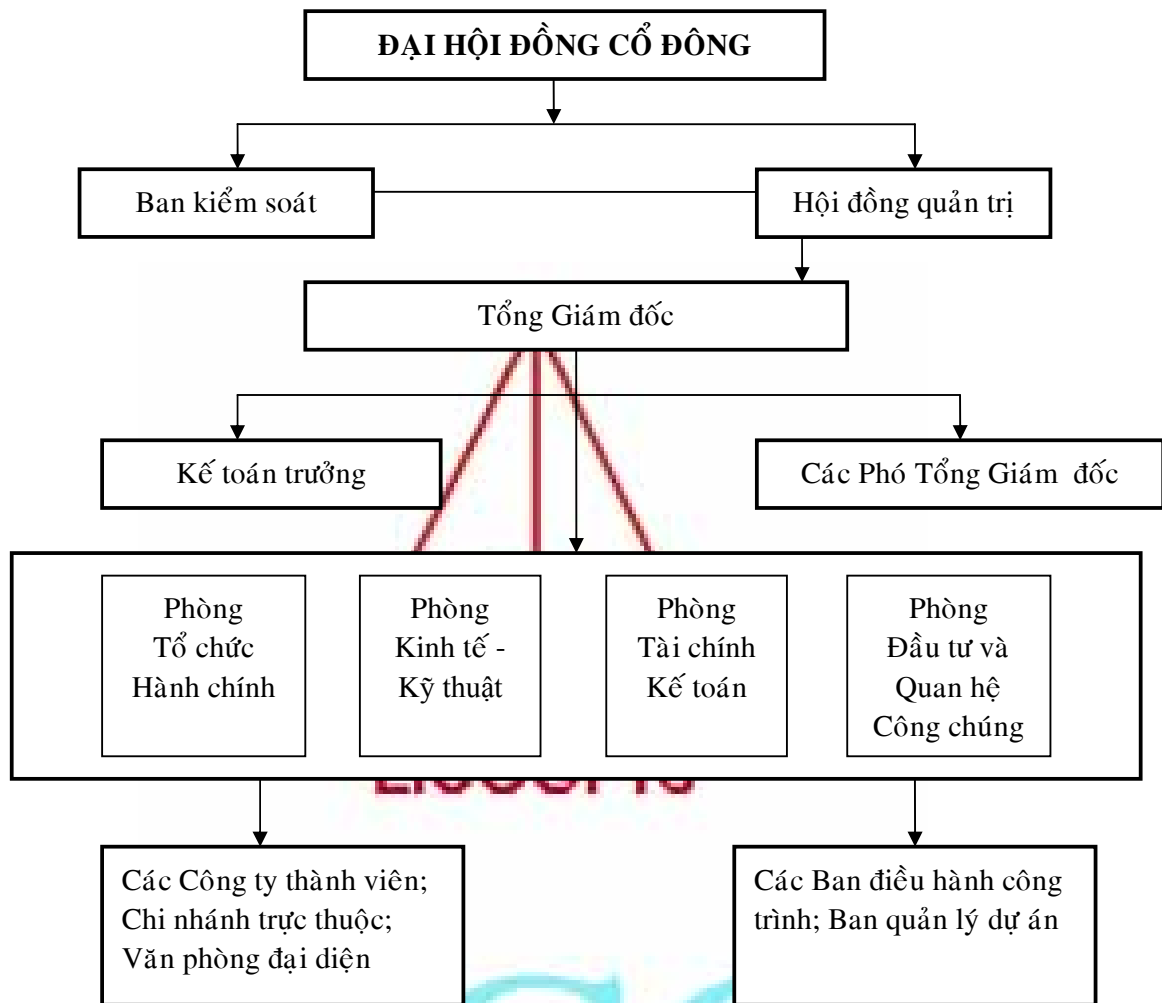 ĐẠI HỘI ĐỒNG CỔ ĐÔNG
Ban kiểm soát
Hội đồng quản trị
Tổng Giám đốc
Kế toán trưởng
Các Phó Tổng Giám đốc
Phòng
Tổ chức
Hành chính
Phòng
Kinh tế -
Kỹ thuật
Phòng
Tài chính
Kế toán
Phòng
Đầu tư và
Quan hệ
Công chúng
Các Công ty thành viên;
Chi nhánh trực thuộc;
Văn phòng đại diện
Các Ban điều hành công
trình; Ban quản lý dự án